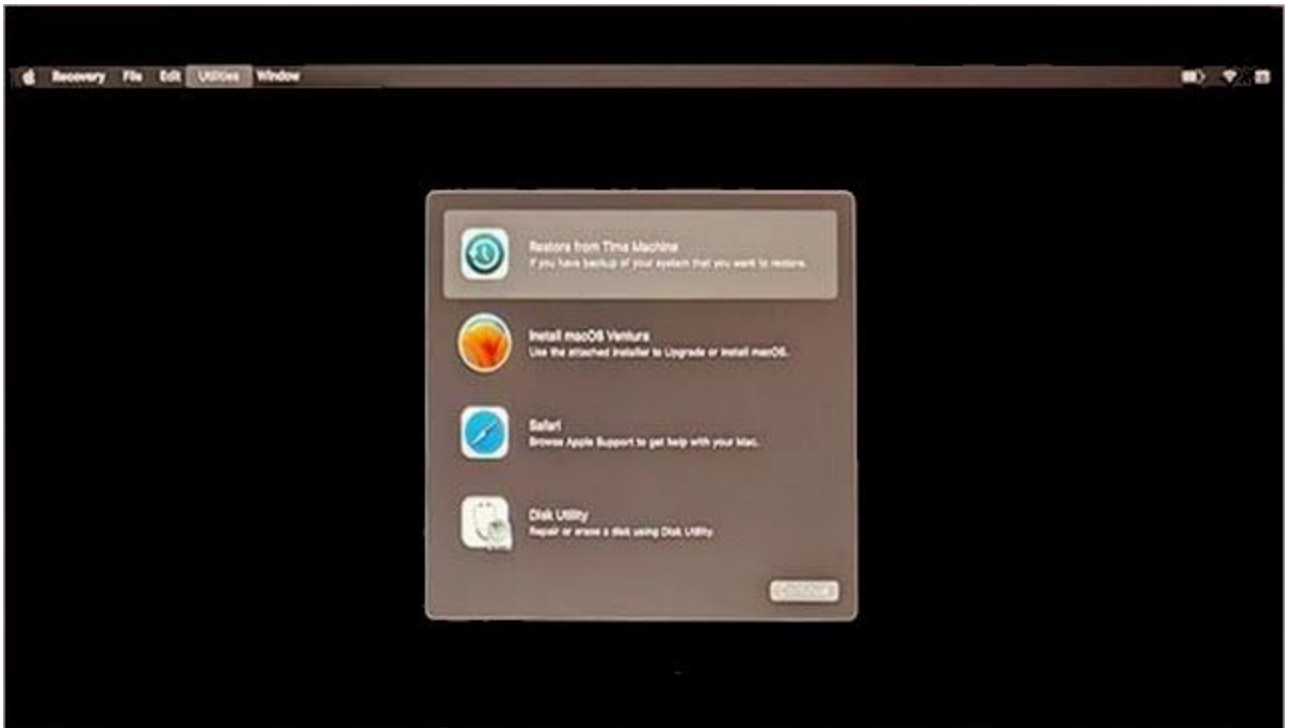 Recovery File Edit Utilities Window
Restore from Time Machine
If you have backup of your system that you want to restore.
Install macOS Ventura
Use the attached installer to Upgrade or install macOS.
Safari
Browse Apple Support to get help with your Mac.
Disk Utility
Repair or erase a disk using Disk Utility